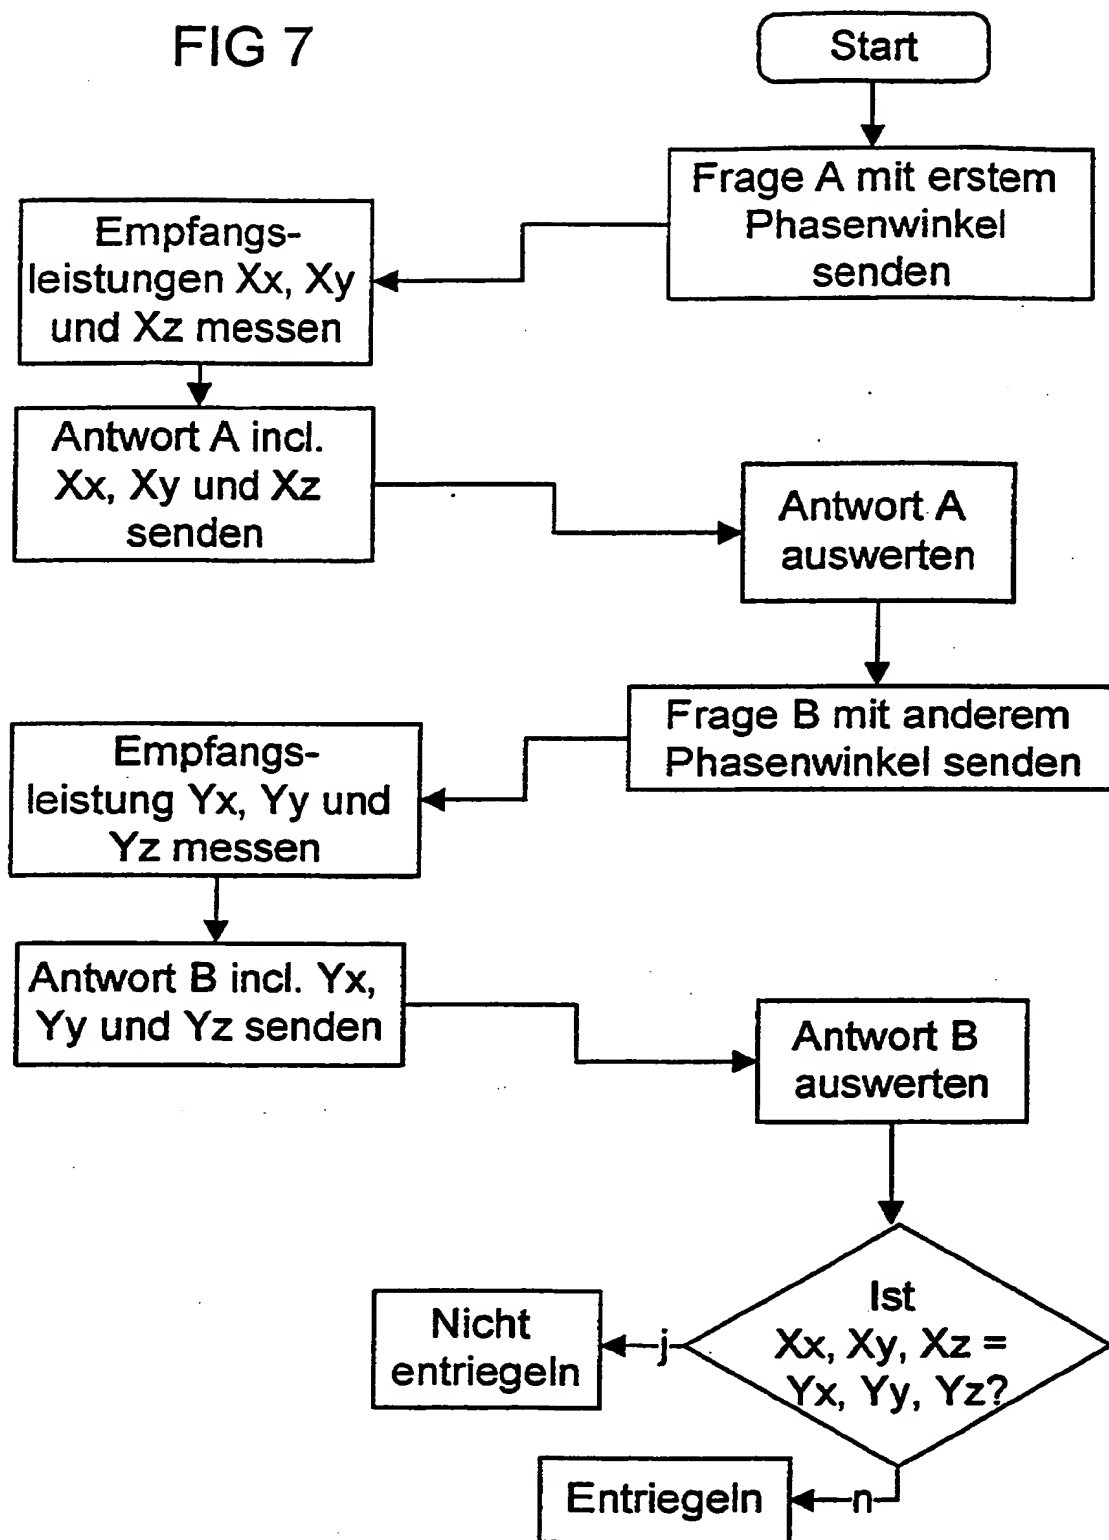 FIG 7
Start
Frage A mit erstem
Phasenwinkel
senden
Empfangs-
leistungen Xx, Xy
und Xz messen
Antwort A incl.
Xx, Xy und Xz
senden
Antwort A
auswerten
Frage B mit anderem
Phasenwinkel senden
Empfangs-
leistung Yx, Yy und
Yz messen
Antwort B incl. Yx,
Yy und Yz senden
Antwort B
auswerten
Ist
Xx, Xy, Xz =
Yx, Yy, Yz?
j
Nicht
entriegeln
n
Entriegeln